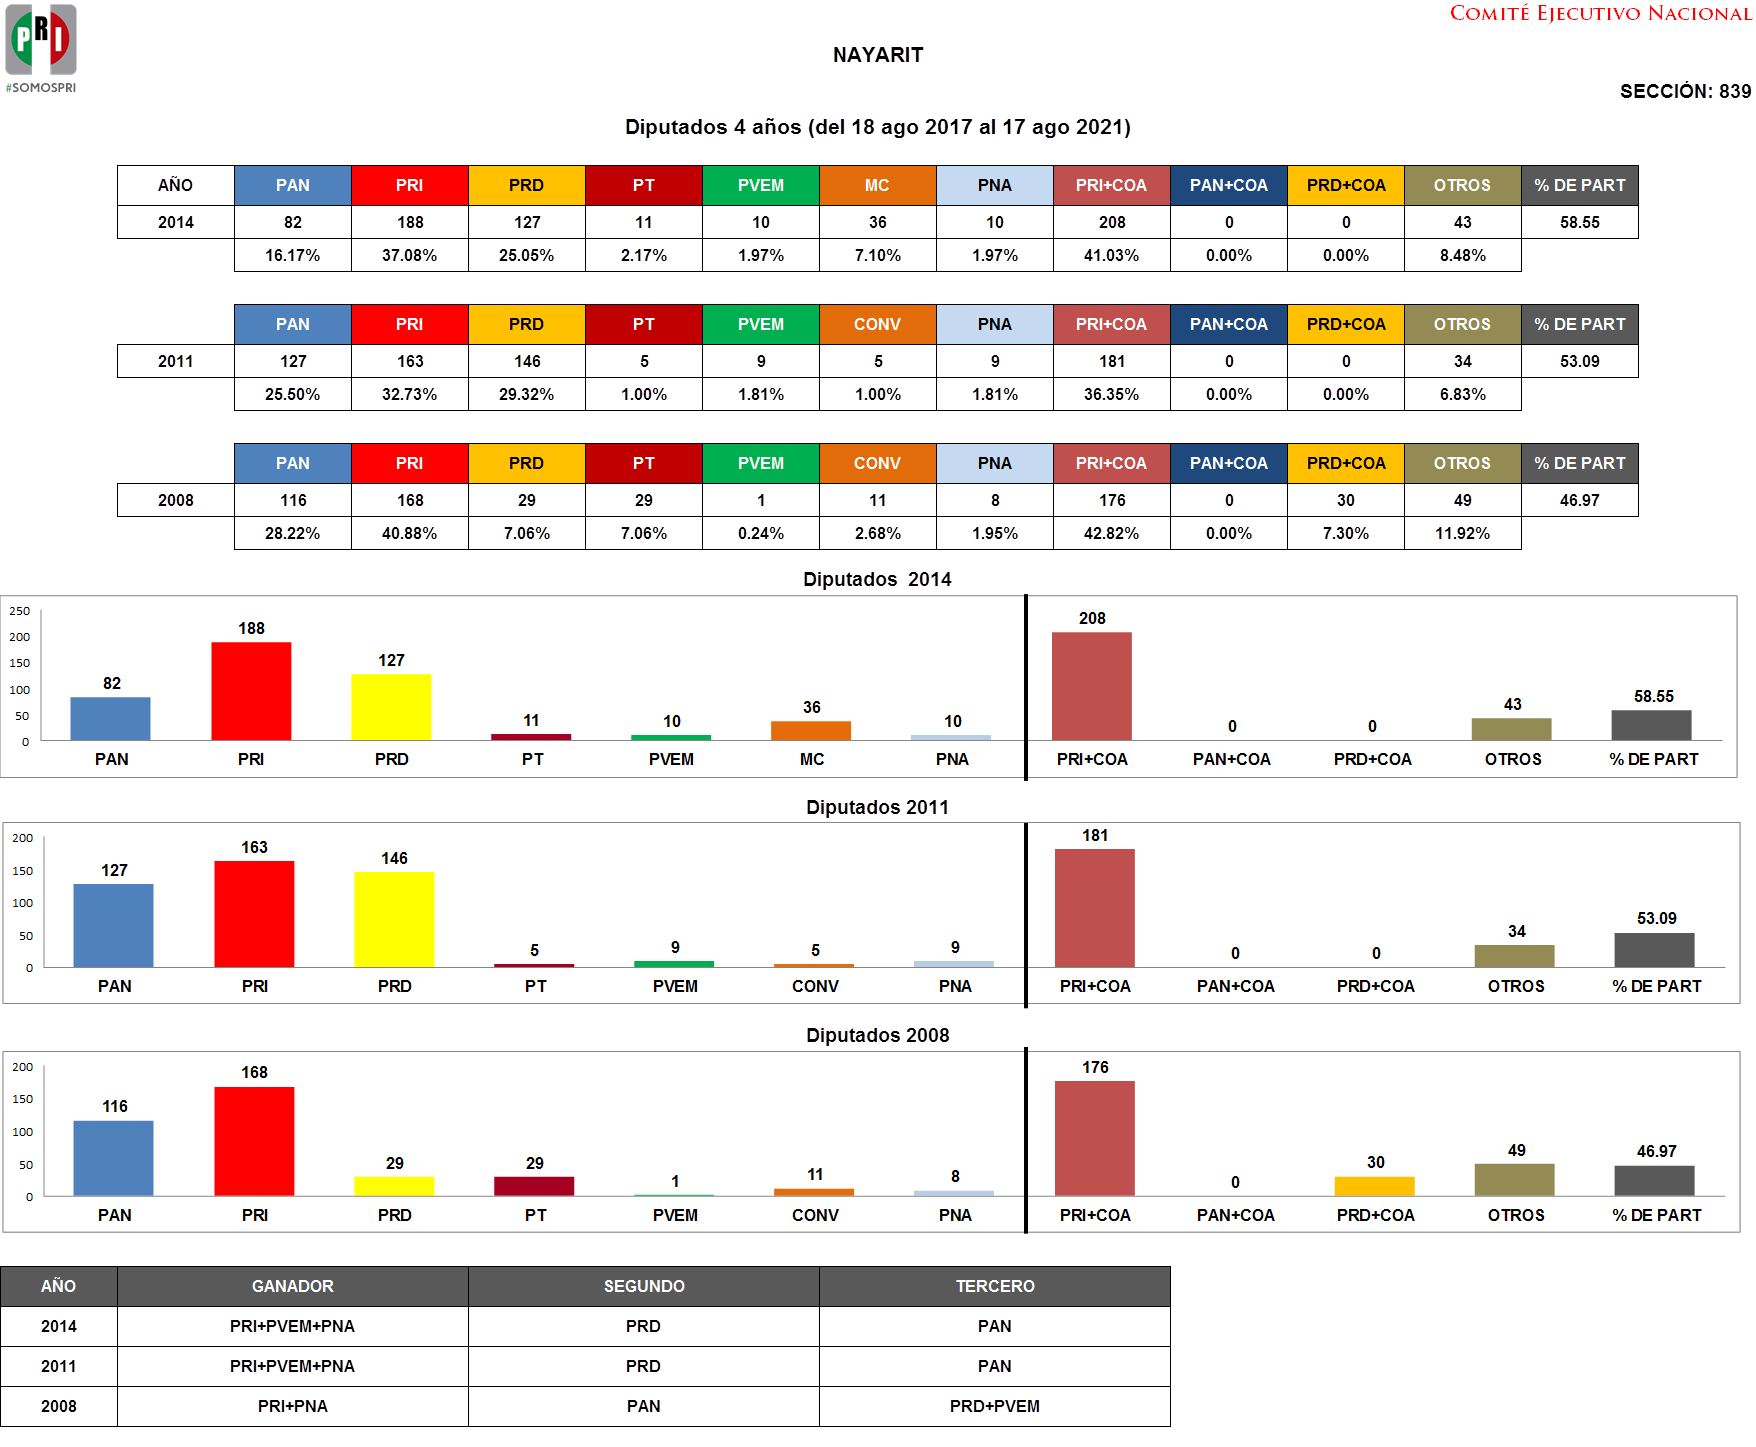 PRI
#SOMOSPRI
COMITÉ EJECUTIVO NACIONAL
NAYARIT
SECCIÓN: 839
Diputados 4 años (del 18 ago 2017 al 17 ago 2021)
AÑO PAN PRI PRD PT PVEM MC PNA PRI+COA PAN+COA PRD+COA OTROS % DE PART
2014 82 188 127 11 10 36 10 208 0 0 43 58.55
16.17% 37.08% 25.05% 2.17% 1.97% 7.10% 1.97% 41.03% 0.00% 0.00% 8.48%
PAN PRI PRD PT PVEM CONV PNA PRI+COA PAN+COA PRD+COA OTROS % DE PART
2011 127 163 146 5 9 5 9 181 0 0 34 53.09
25.50% 32.73% 29.32% 1.00% 1.81% 1.00% 1.81% 36.35% 0.00% 0.00% 6.83%
PAN PRI PRD PT PVEM CONV PNA PRI+COA PAN+COA PRD+COA OTROS % DE PART
2008 116 168 29 29 1 11 8 176 0 30 49 46.97
28.22% 40.88% 7.06% 7.06% 0.24% 2.68% 1.95% 42.82% 0.00% 7.30% 11.92%
Diputados 2014
250
200
150
100
50
0
82 188 127 11 10 36 10 208 0 0 43 58.55
PAN PRI PRD PT PVEM MC PNA PRI+COA PAN+COA PRD+COA OTROS % DE PART
Diputados 2011
200
150
100
50
0
127 163 146 5 9 5 9 181 0 0 34 53.09
PAN PRI PRD PT PVEM CONV PNA PRI+COA PAN+COA PRD+COA OTROS % DE PART
Diputados 2008
200
150
100
50
0
116 168 29 29 1 11 8 176 0 30 49 46.97
PAN PRI PRD PT PVEM CONV PNA PRI+COA PAN+COA PRD+COA OTROS % DE PART
AÑO GANADOR SEGUNDO TERCERO
2014 PRI+PVEM+PNA PRD PAN
2011 PRI+PVEM+PNA PRD PAN
2008 PRI+PNA PAN PRD+PVEM